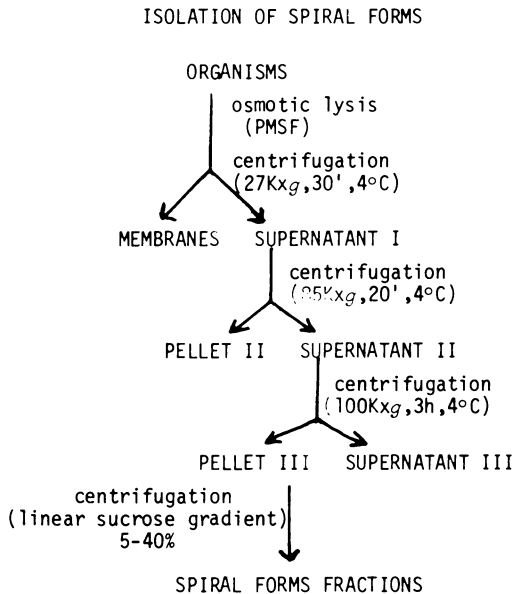 ISOLATION OF SPIRAL FORMS
ORGANISMS
osmotic lysis
(PMSF)
centrifugation
(27Kxg,30',4°C)
MEMBRANES SUPERNATANT I
centrifugation
20',4°C)
PELLET II SUPERNATANT II
centrifugation
(100Kxg,3h,4°C)
PELLET III SUPERNATANT III
centrifugation
(linear sucrose gradient)
5-40%
SPIRAL FORMS FRACTIONS